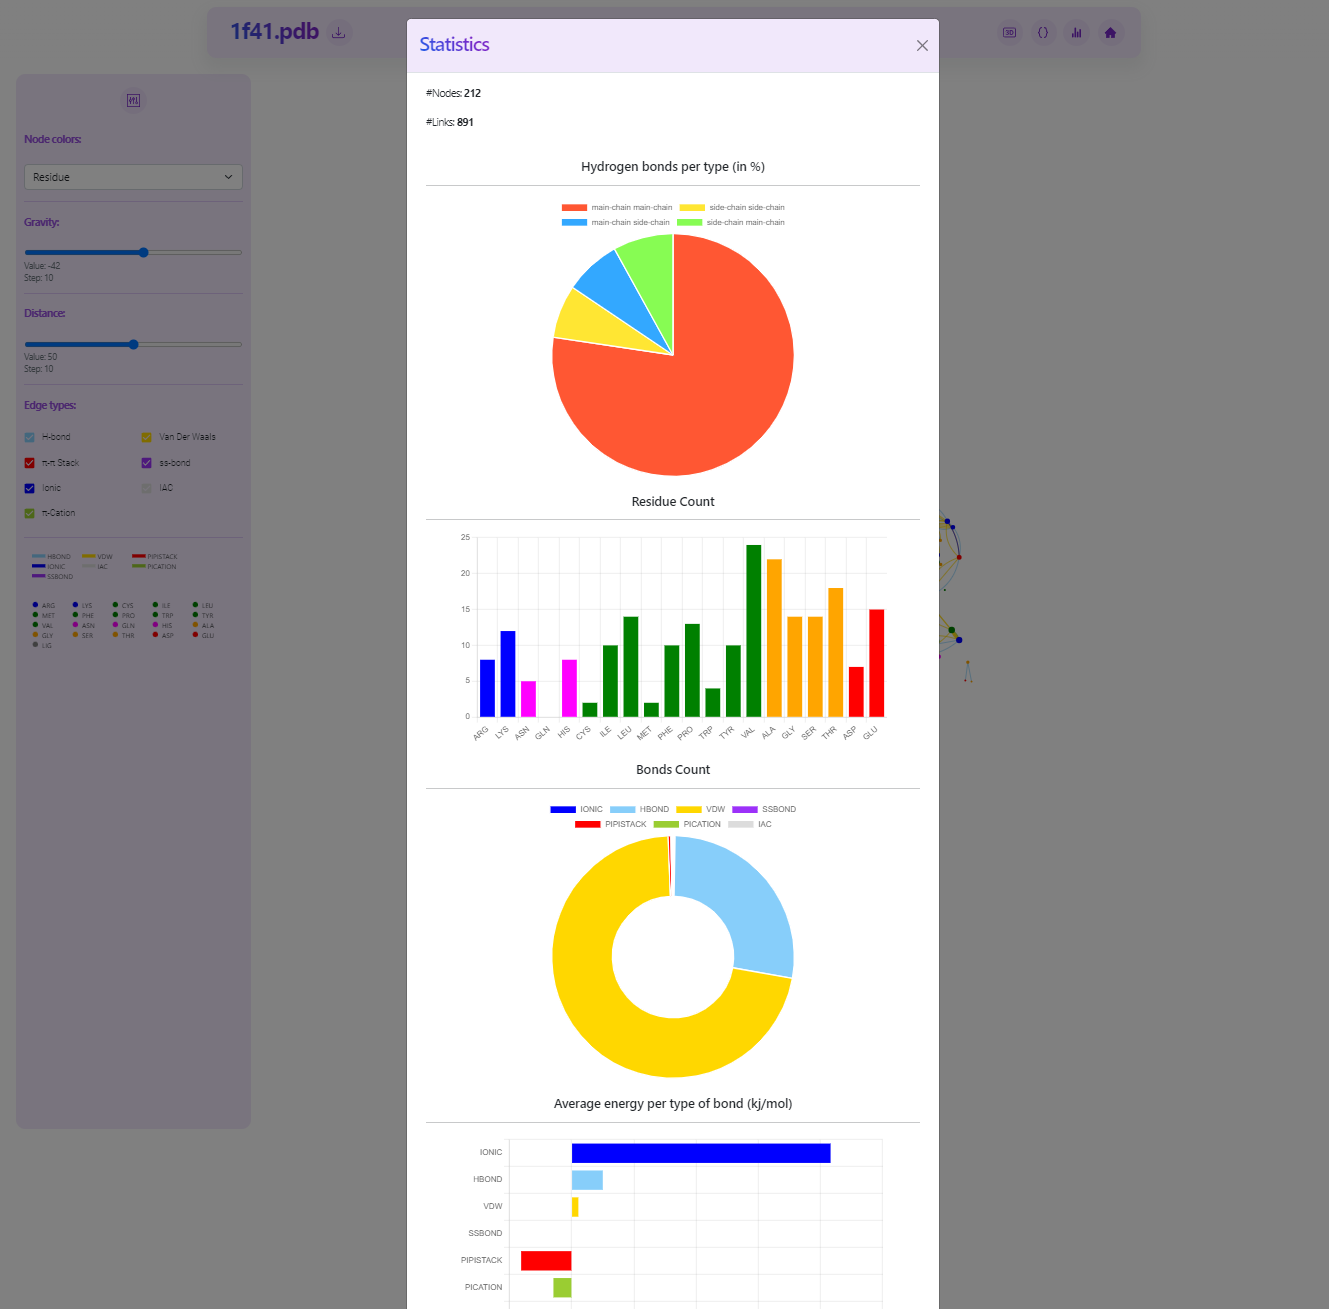 1f41.pdb
Statistics
#Nodes: 212
#Links: 891
Node colors:
Residue
Gravity:
Value: -42
Step: 10
Distance:
Value: 50
Step: 10
Edge types:
H-bond Van Der Waals
π-π Stack ss-bond
Ionic IAC
π-Cation
HBOND VDW PIPISTACK
IONIC IAC PICATION
SSBOND
ARG LYS CYS ILE LEU
MET PHE PRO TRP TYR
VAL ASN GLN HIS ALA
GLY SER THR ASP GLU
LIG
Hydrogen bonds per type (in %)
main-chain main-chain side-chain side-chain
main-chain side-chain side-chain main-chain
Residue Count
25
20
15
10
5
0
ARG LYS ASN GLN HIS CYS ILE LEU MET PHE PRO TRP TYR VAL ALA GLY SER THR ASP GLU
Bonds Count
IONIC HBOND VDW SSBOND
PIPISTACK PICATION IAC
Average energy per type of bond (kj/mol)
IONIC
HBOND
VDW
SSBOND
PIPISTACK
PICATION
3D
{}